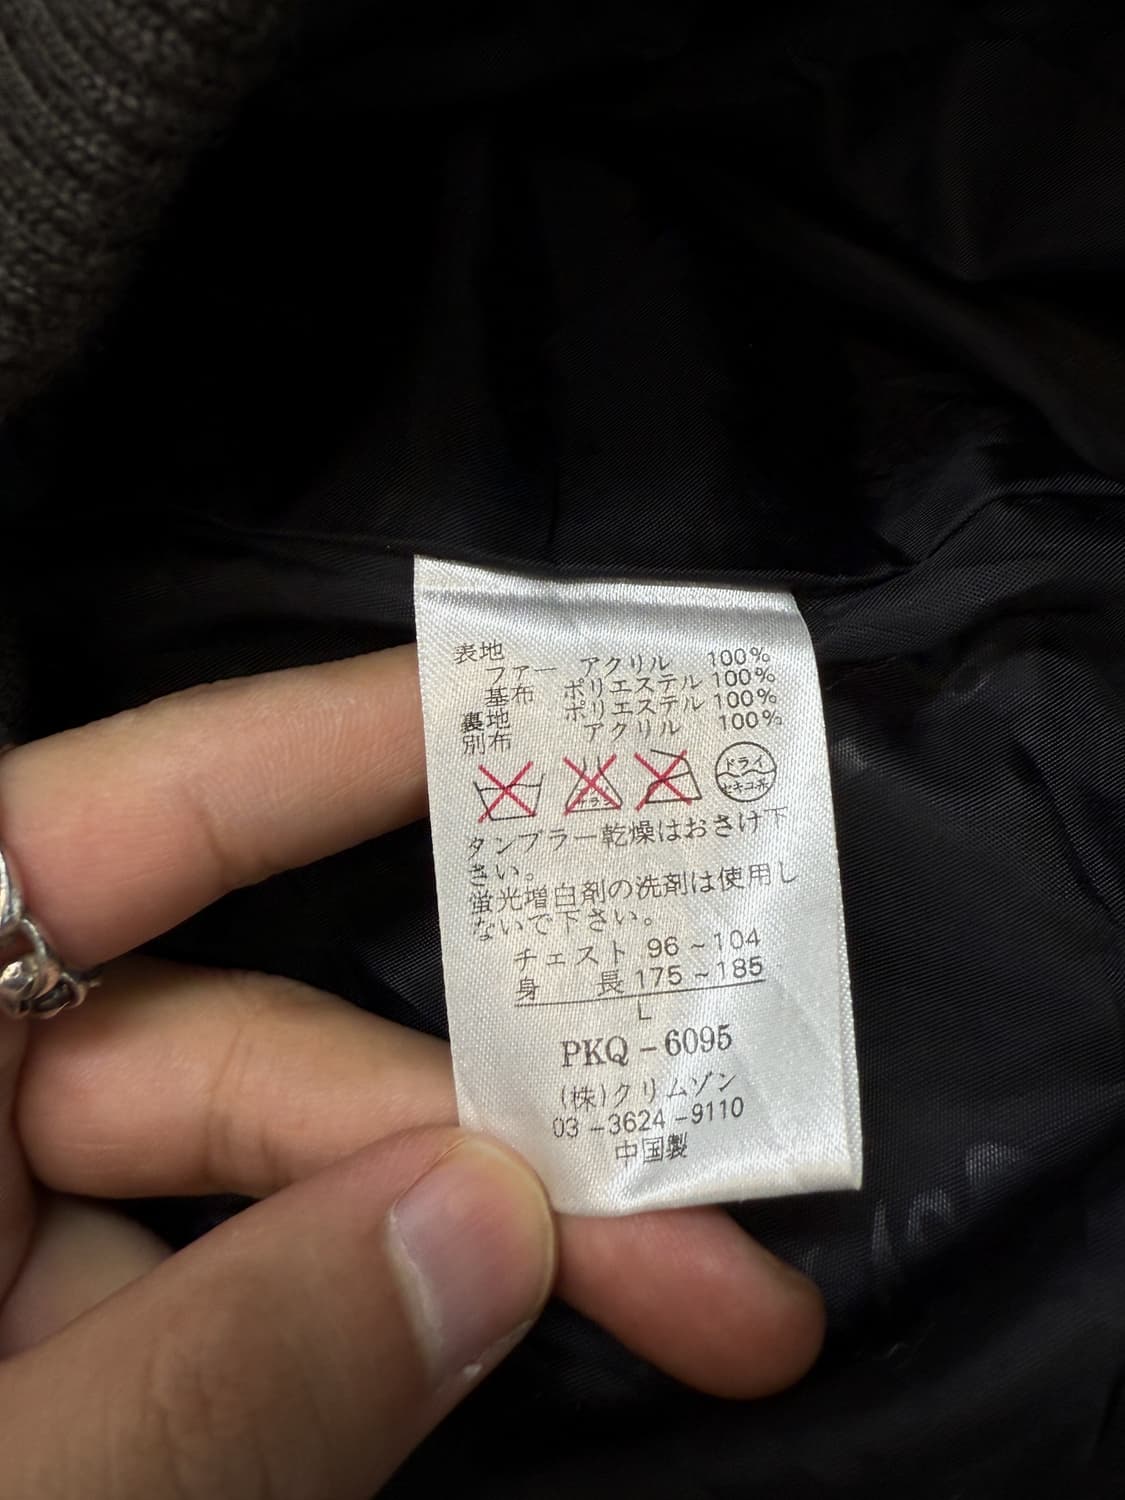 表地
ファー アクリル 100%
基布 ポリエステル 100%
裏地 ポリエステル 100%
別布 アクリル 100%
ドライ
セキユ系
タンブラー乾燥はおさけ下
さい。
蛍光増白剤の洗剤は使用し
ないで下さい。
チェスト 96~104
身長 175~185
L
PKQ-6095
(株)クリムゾン
03-3624-9110
中国製